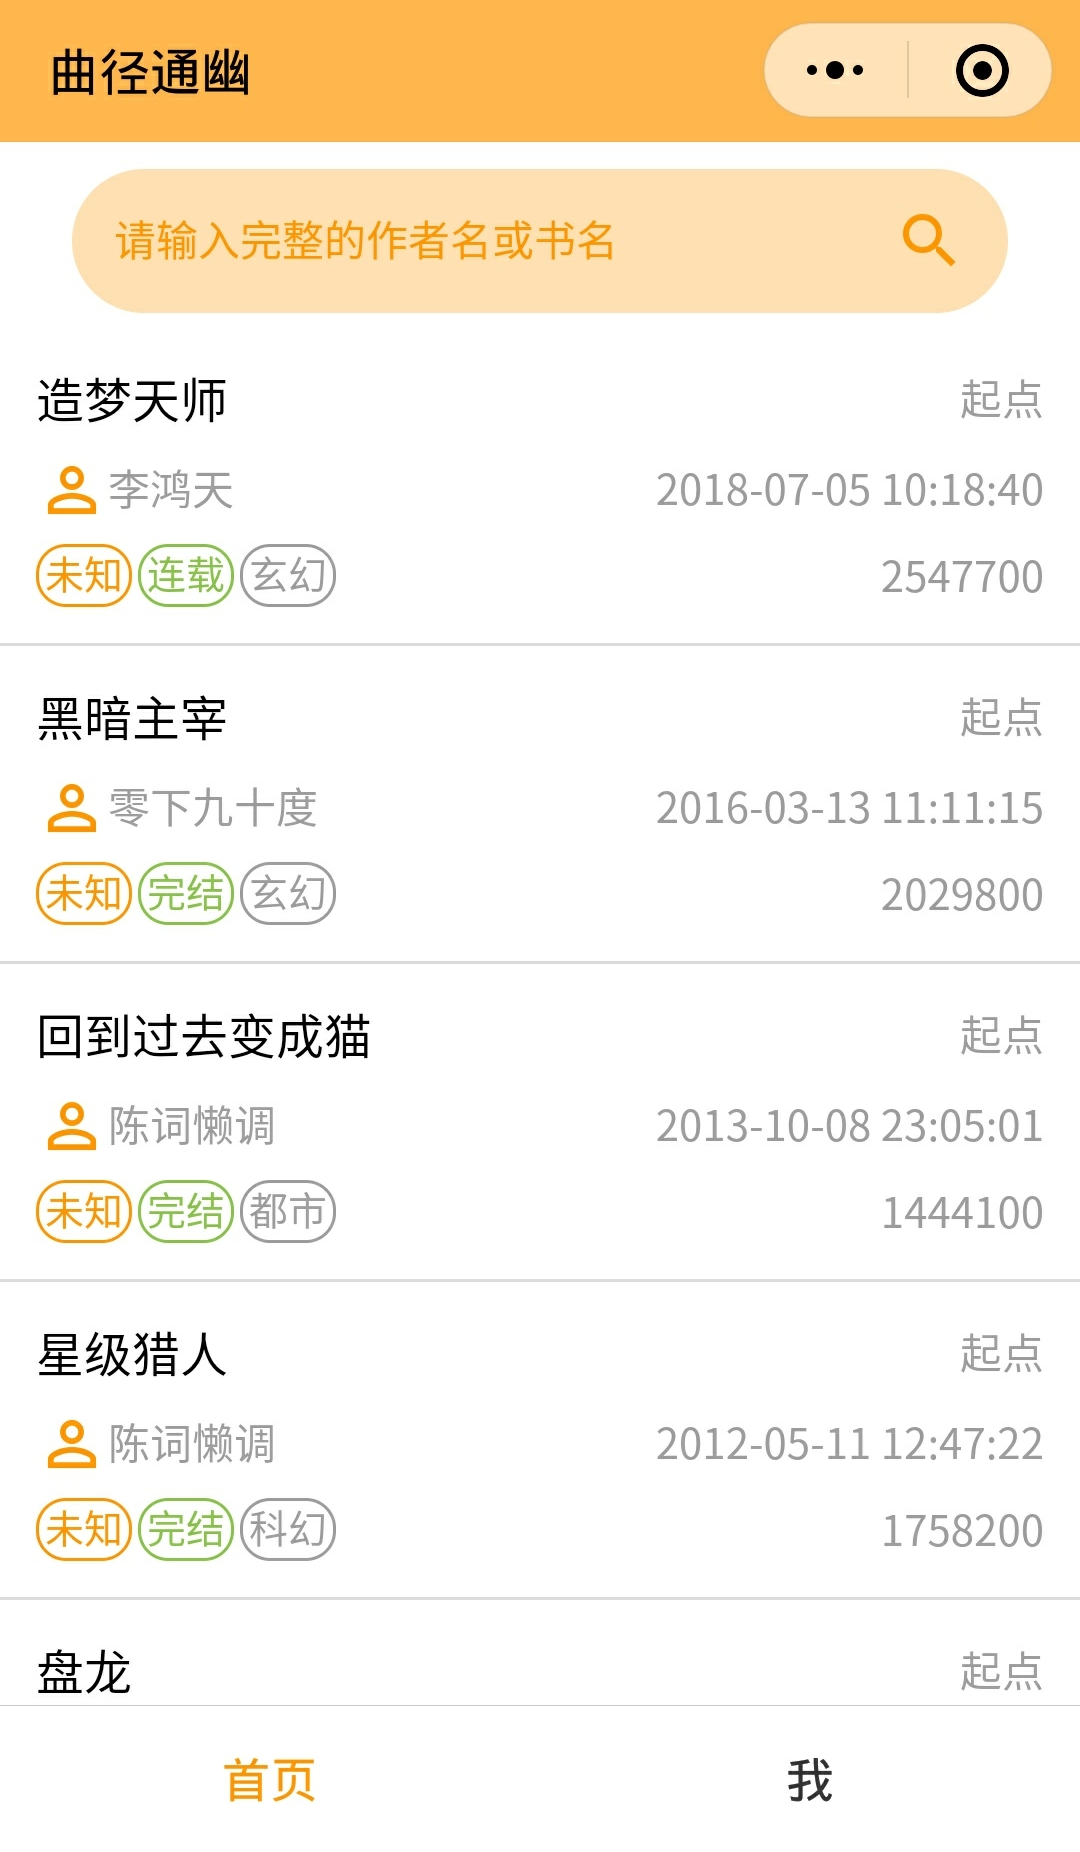 曲径通幽
请输入完整的作者名或书名
造梦天师 起点
李鸿天 2018-07-05 10:18:40
未知 连载 玄幻 2547700
黑暗主宰 起点
零下九十度 2016-03-13 11:11:15
未知 完结 玄幻 2029800
回到过去变成猫 起点
陈词懒调 2013-10-08 23:05:01
未知 完结 都市 1444100
星级猎人 起点
陈词懒调 2012-05-11 12:47:22
未知 完结 科幻 1758200
盘龙 起点
首页 我